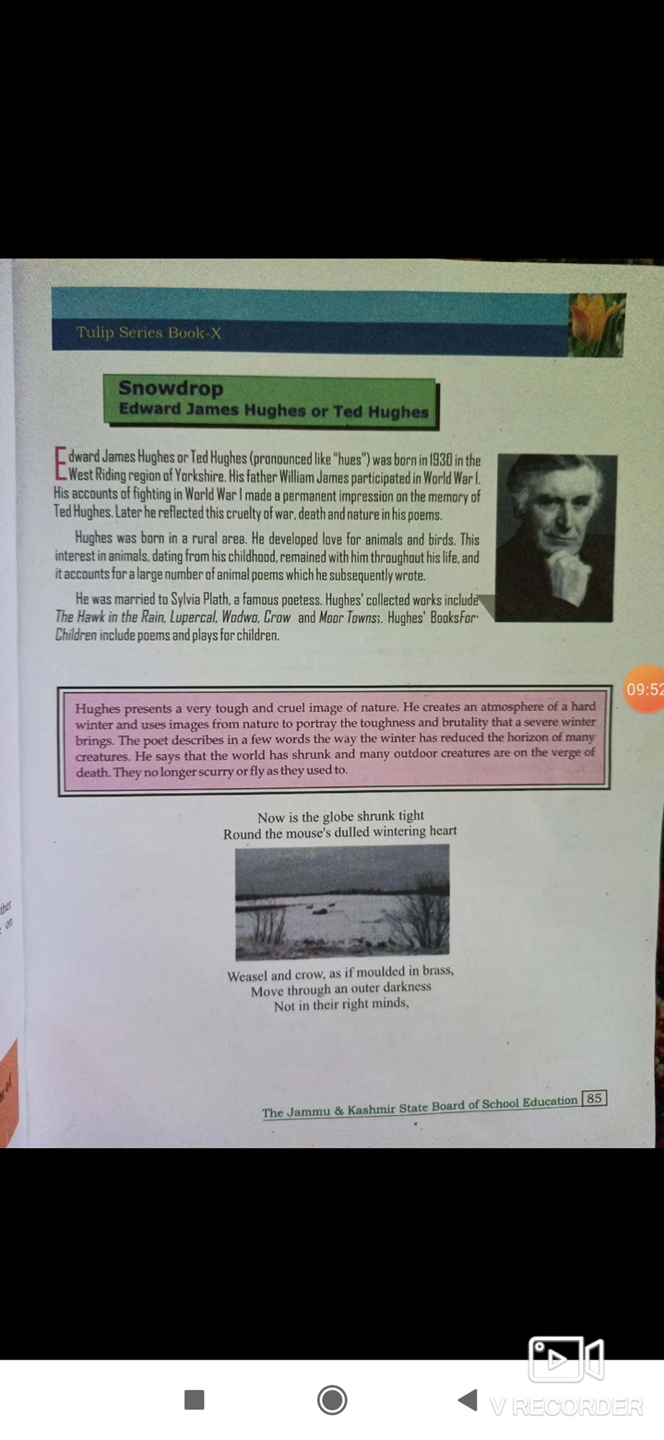 Tulip Series Book-X
Snowdrop
Edward James Hughes or Ted Hughes
Edward James Hughes or Ted Hughes (pronounced like "hues") was born in 1930 in the
West Riding region of Yorkshire. His father William James participated in World War I.
His accounts of fighting in World War I made a permanent impression on the memory of
Ted Hughes. Later he reflected this cruelty of war, death and nature in his poems.
Hughes was born in a rural area. He developed love for animals and birds. This
interest in animals, dating from his childhood, remained with him throughout his life, and
it accounts for a large number of animal poems which he subsequently wrote.
He was married to Sylvia Plath, a famous poetess. Hughes' collected works include
The Hawk in the Rain, Lupercal, Wodwo, Crow and Moor Towns;. Hughes' BooksFor-
Children include poems and plays for children.
09:52
Hughes presents a very tough and cruel image of nature. He creates an atmosphere of a hard
winter and uses images from nature to portray the toughness and brutality that a severe winter
brings. The poet describes in a few words the way the winter has reduced the horizon of many
creatures. He says that the world has shrunk and many outdoor creatures are on the verge of
death. They no longer scurry or fly as they used to.
Now is the globe shrunk tight
Round the mouse's dulled wintering heart
Weasel and crow, as if moulded in brass,
Move through an outer darkness
Not in their right minds,
The Jammu & Kashmir State Board of School Education 85
on
of
V RECORDER